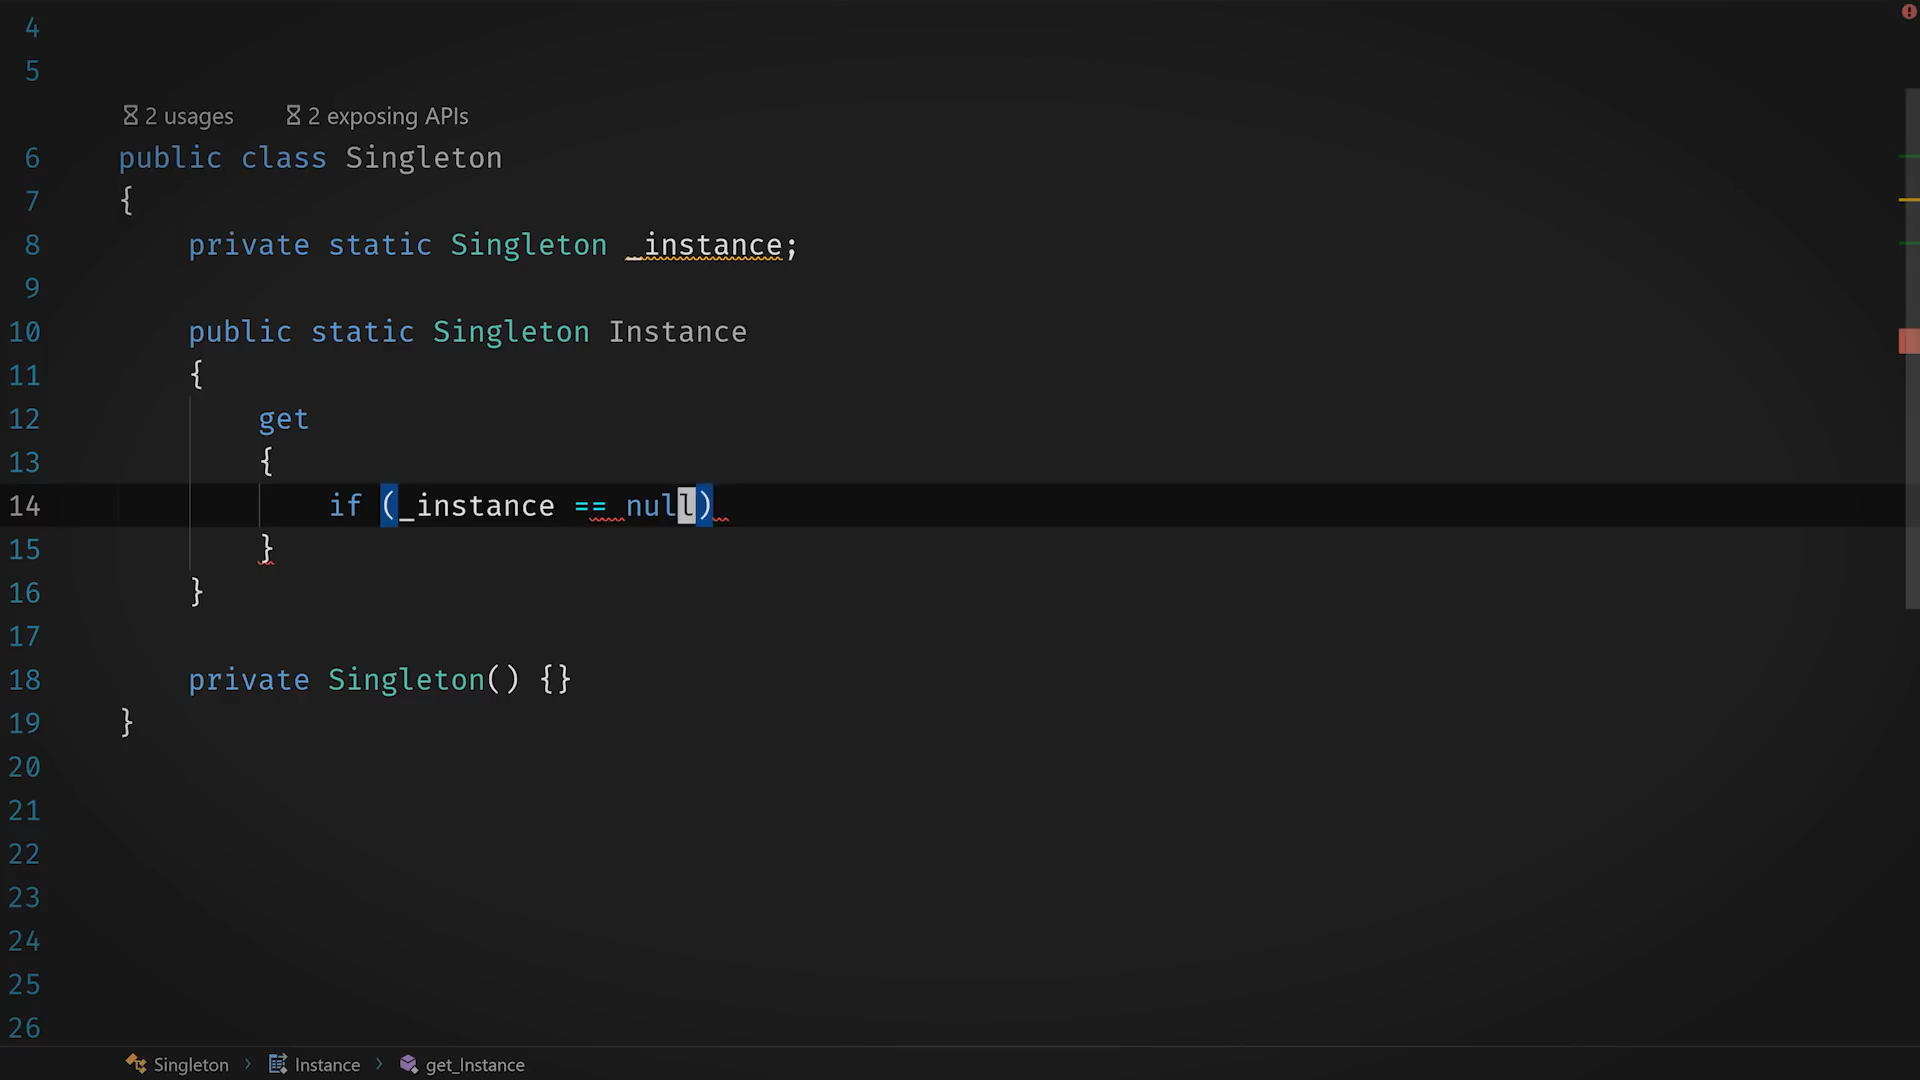 4
5
2 usages 2 exposing APIs
6 public class Singleton
7 {
8 private static Singleton _instance;
9
10 public static Singleton Instance
11 {
12 get
13 {
14 if (_instance == null)
15 }
16 }
17
18 private Singleton() {}
19 }
20
21
22
23
24
25
26
Singleton > Instance > get_Instance